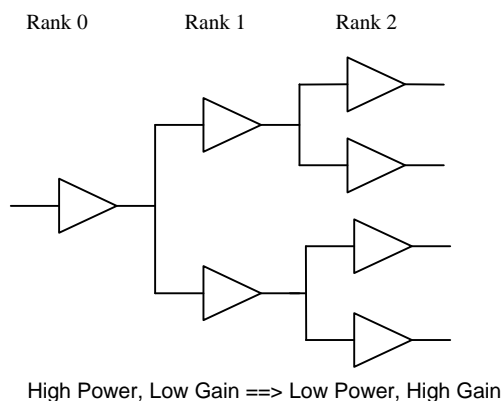 Rank 0 Rank 1 Rank 2
High Power, Low Gain ==> Low Power, High Gain